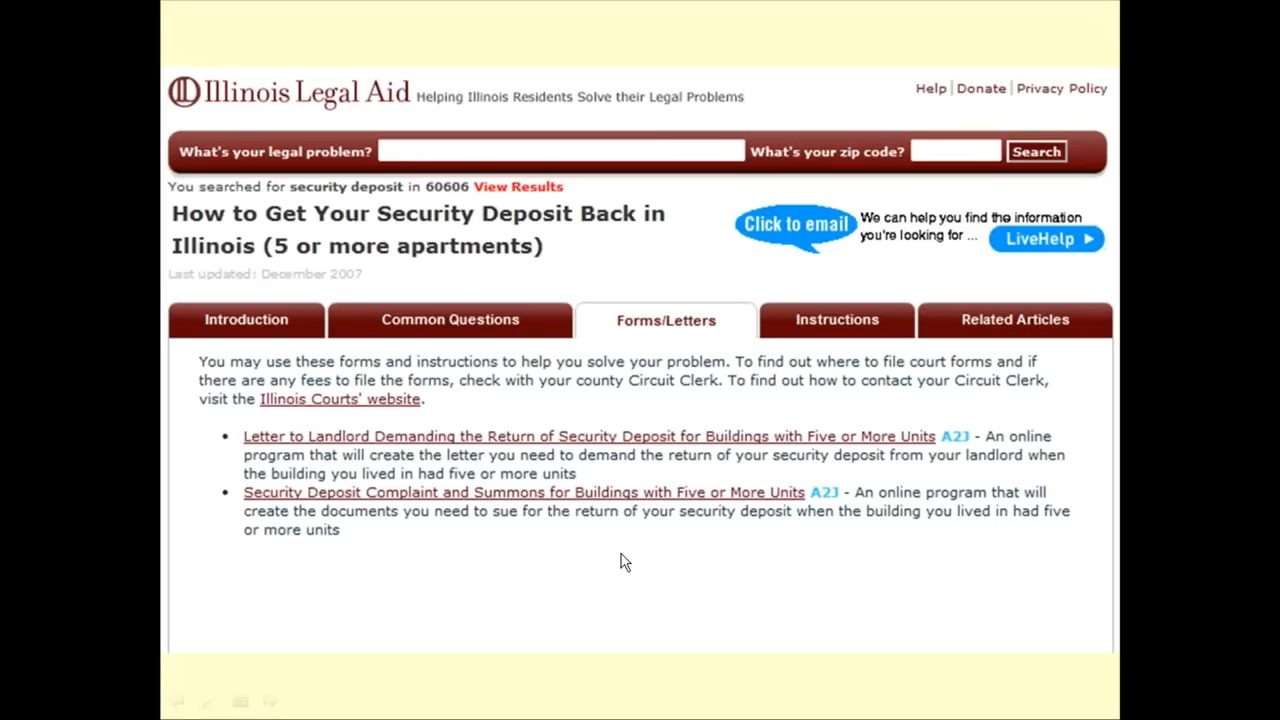 Illinois Legal Aid Helping Illinois Residents Solve their Legal Problems
Help | Donate | Privacy Policy
What's your legal problem? What's your zip code? Search
You searched for security deposit in 60606 View Results
How to Get Your Security Deposit Back in
Illinois (5 or more apartments)
Click to email
We can help you find the information
you're looking for ... LiveHelp
Last updated: December 2007
Introduction Common Questions Forms/Letters Instructions Related Articles
You may use these forms and instructions to help you solve your problem. To find out where to file court forms and if
there are any fees to file the forms, check with your county Circuit Clerk. To find out how to contact your Circuit Clerk,
visit the Illinois Courts' website.
• Letter to Landlord Demanding the Return of Security Deposit for Buildings with Five or More Units A2J - An online
program that will create the letter you need to demand the return of your security deposit from your landlord when
the building you lived in had five or more units
• Security Deposit Complaint and Summons for Buildings with Five or More Units A2J - An online program that will
create the documents you need to sue for the return of your security deposit when the building you lived in had five
or more units